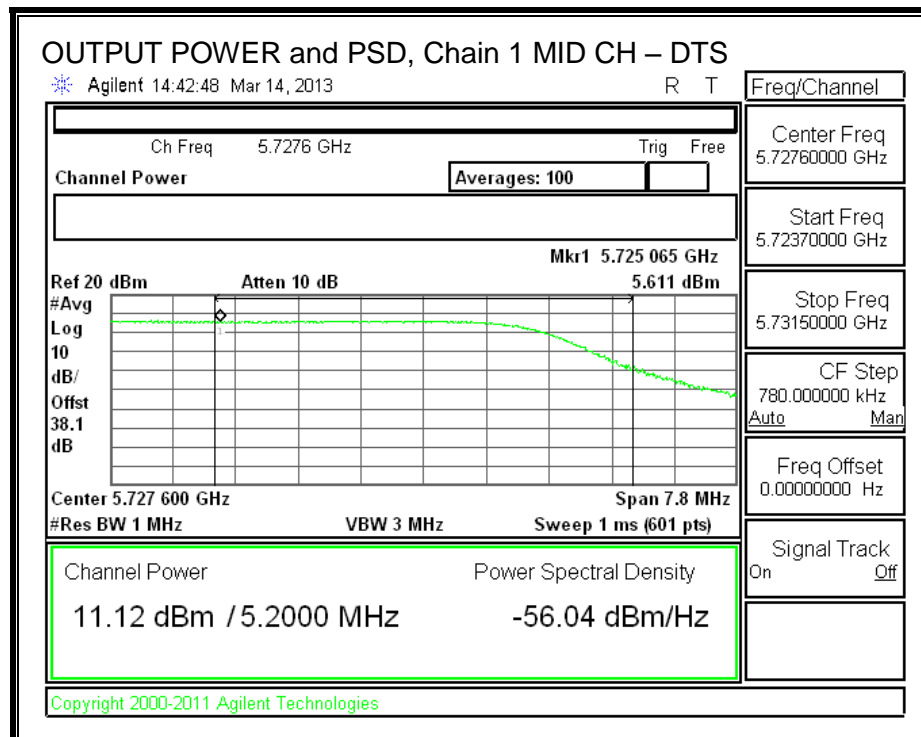 OUTPUT POWER and PSD, Chain 1 MID CH – DTS
Agilent 14:42:48 Mar 14, 2013
R T
Freq/Channel
Ch Freq 5.7276 GHz
Trig Free
Channel Power
Averages: 100
Mkr1 5.725 065 GHz
Ref 20 dBm
Atten 10 dB
5.611 dBm
#Avg
Log
10
dB/
Offst
38.1
dB
1
Center 5.727 600 GHz
Span 7.8 MHz
#Res BW 1 MHz
VBW 3 MHz
Sweep 1 ms (601 pts)
Channel Power
Power Spectral Density
11.12 dBm / 5.2000 MHz
-56.04 dBm/Hz
Center Freq
5.72760000 GHz
Start Freq
5.72370000 GHz
Stop Freq
5.73150000 GHz
CF Step
780.000000 kHz
Auto Man
Freq Offset
0.00000000 Hz
Signal Track
On Off
Copyright 2000-2011 Agilent Technologies